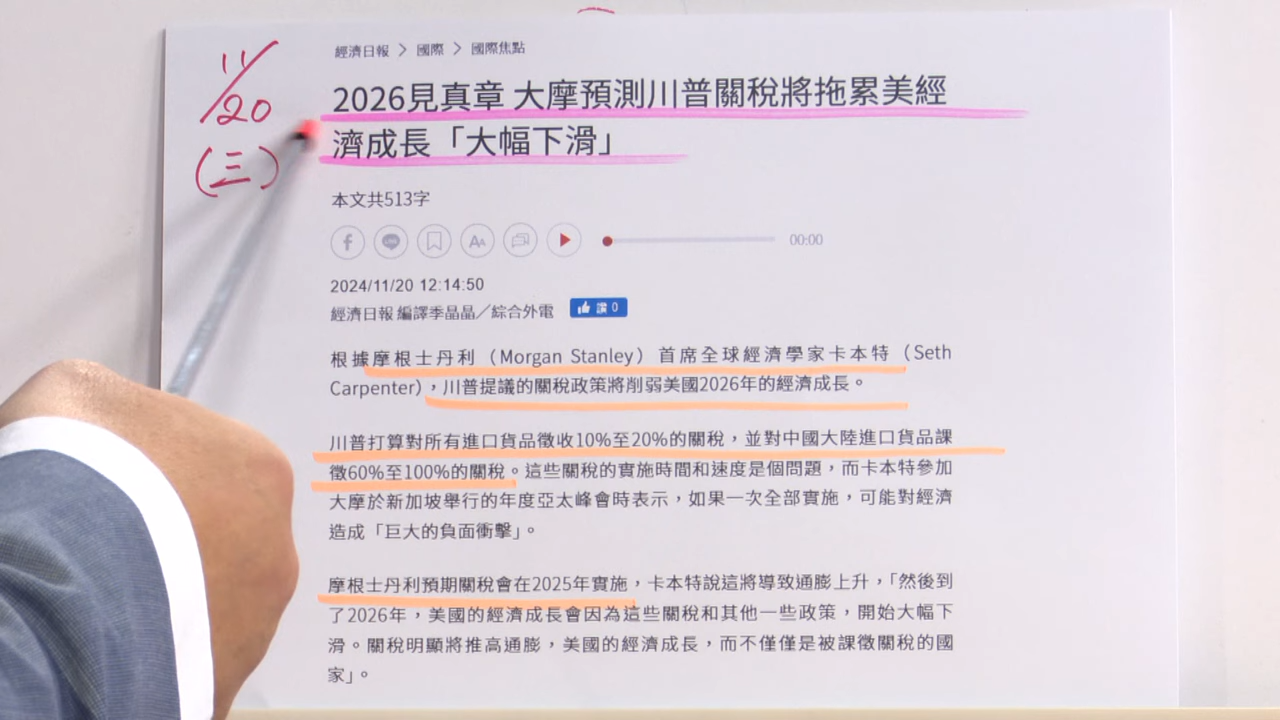 11/20
(三)
經濟日報 > 國際 > 國際焦點
2026見真章 大摩預測川普關稅將拖累美經
濟成長「大幅下滑」
本文共513字
00:00
2024/11/20 12:14:50
經濟日報 編譯季晶晶／綜合外電
讚 0
根據摩根士丹利（Morgan Stanley）首席全球經濟學家卡本特（Seth
Carpenter），川普提議的關稅政策將削弱美國2026年的經濟成長。
川普打算對所有進口貨品徵收10%至20%的關稅，並對中國大陸進口貨品課
徵60%至100%的關稅。這些關稅的實施時間和速度是個問題，而卡本特參加
大摩於新加坡舉行的年度亞太峰會時表示，如果一次全部實施，可能對經濟
造成「巨大的負面衝擊」。
摩根士丹利預期關稅會在2025年實施，卡本特說這將導致通膨上升，「然後到
了2026年，美國的經濟成長會因為這些關稅和其他一些政策，開始大幅下
滑。關稅明顯將推高通膨，美國的經濟成長，而不僅僅是被課徵關稅的國
家」。